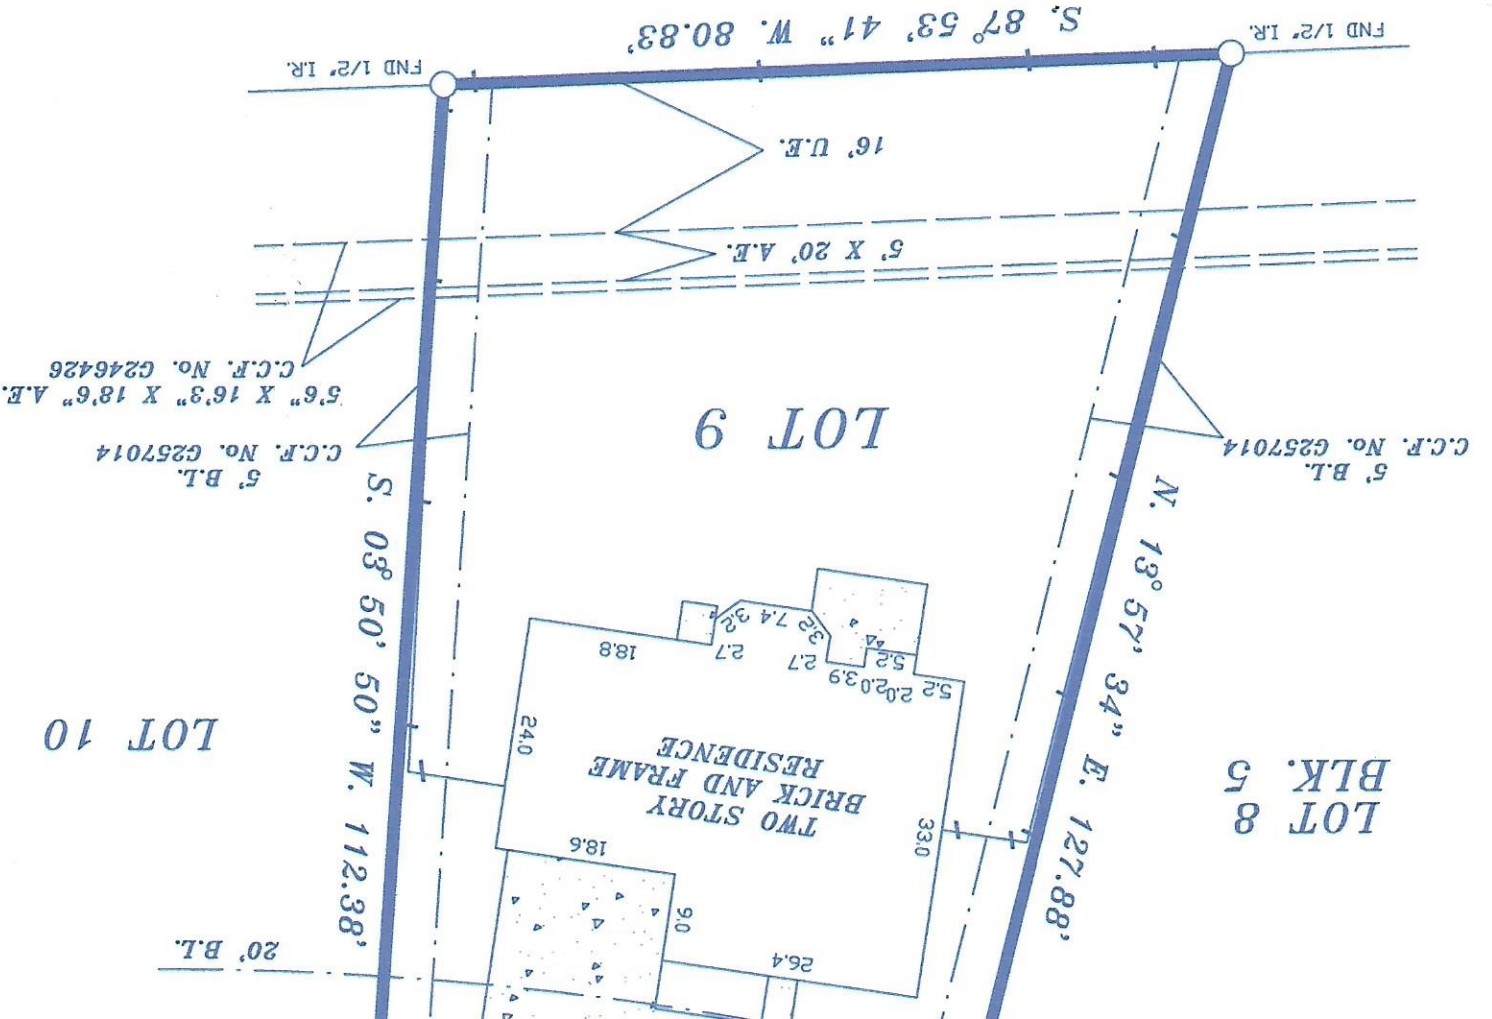 20' B.L.
26.4
9.0
18.6
33.0
N. 13° 57' 34" E. 127.88'
S. 03° 50' 50" W. 112.38'
LOT 8
BLK. 5
TWO STORY
BRICK AND FRAME
RESIDENCE
24.0
LOT 10
5.2
2.0
5.2
2.0
3.9
2.7
3.2
7.4
3.2
2.7
18.8
5' B.L.
C.C.F. No. G257014
5' B.L.
C.C.F. No. G257014
LOT 9
5'6" X 16'3" X 18'6" A.E.
C.C.F. No. G246426
5' X 20' A.E.
16' U.E.
FND 1/2" I.R.
FND 1/2" I.R.
S. 87° 53' 41" W. 80.83'